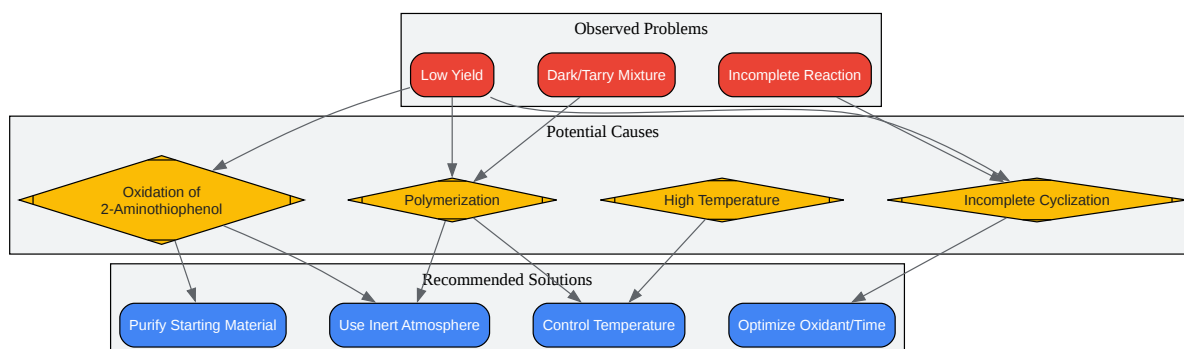 Observed Problems
Low Yield
Dark/Tarry Mixture
Incomplete Reaction
Potential Causes
Oxidation of
2-Aminothiophenol
Polymerization
High Temperature
Incomplete Cyclization
Recommended Solutions
Purify Starting Material
Use Inert Atmosphere
Control Temperature
Optimize Oxidant/Time